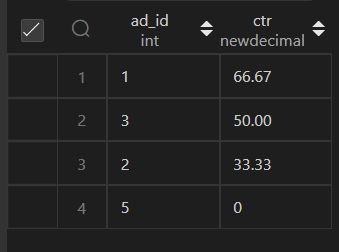 ad_id ctr
int newdecimal
1 1 66.67
2 3 50.00
3 2 33.33
4 5 0